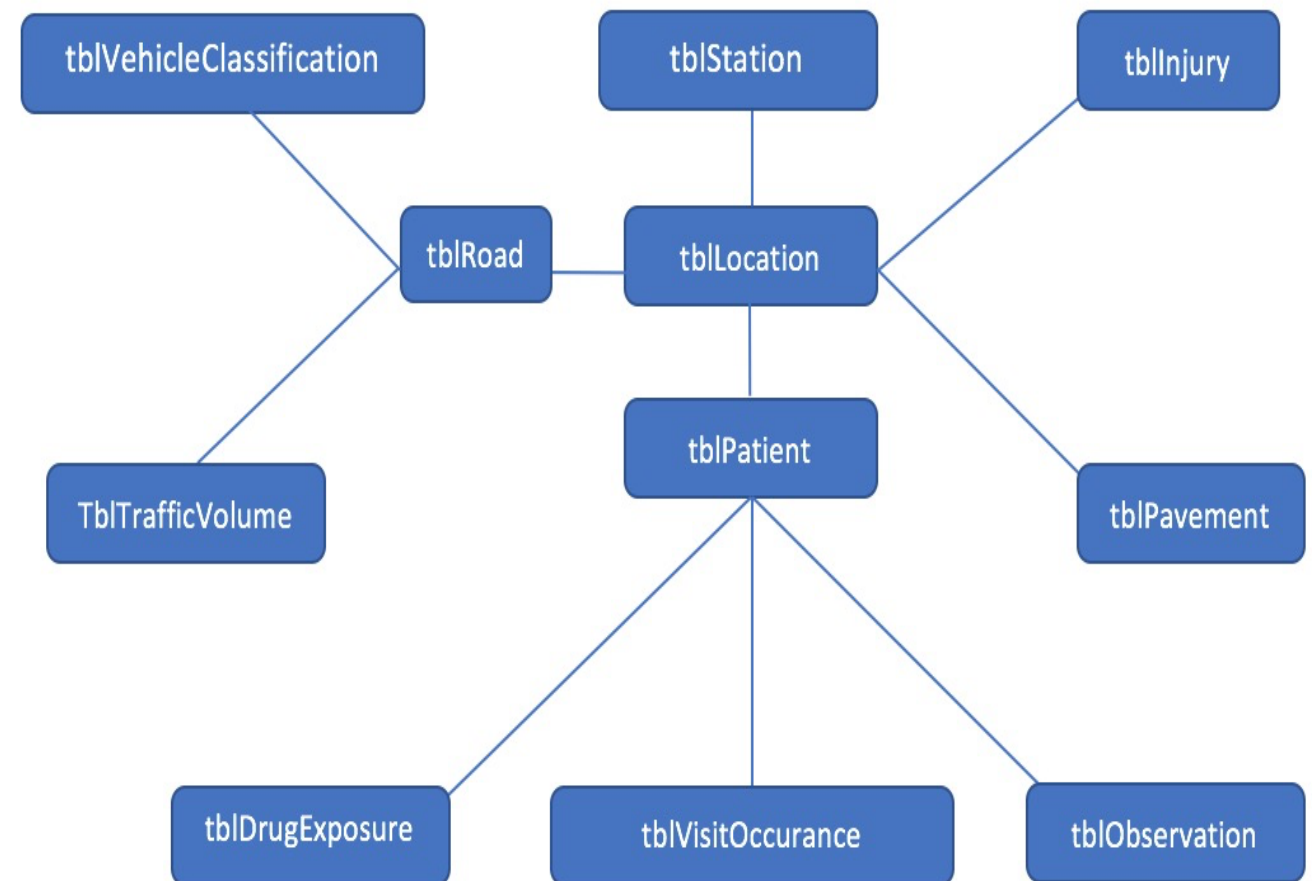 tblVehicleClassification
tblStation
tblInjury
tblRoad
tblLocation
tblPatient
TblTrafficVolume
tblPavement
tblDrugExposure
tblVisitOccurance
tblObservation